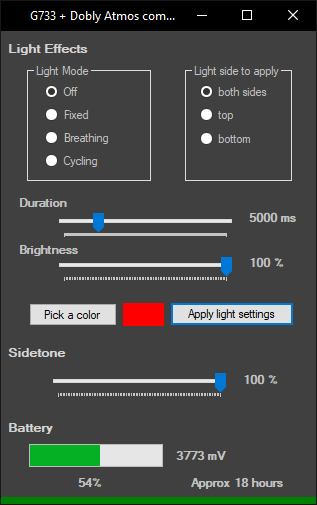 G733 + Dobly Atmos com...
Light Effects
Light Mode
Off
Fixed
Breathing
Cycling
Light side to apply
both sides
top
bottom
Duration
5000 ms
Brightness
100 %
Pick a color
Apply light settings
Sidetone
100 %
Battery
3773 mV
54%
Approx 18 hours